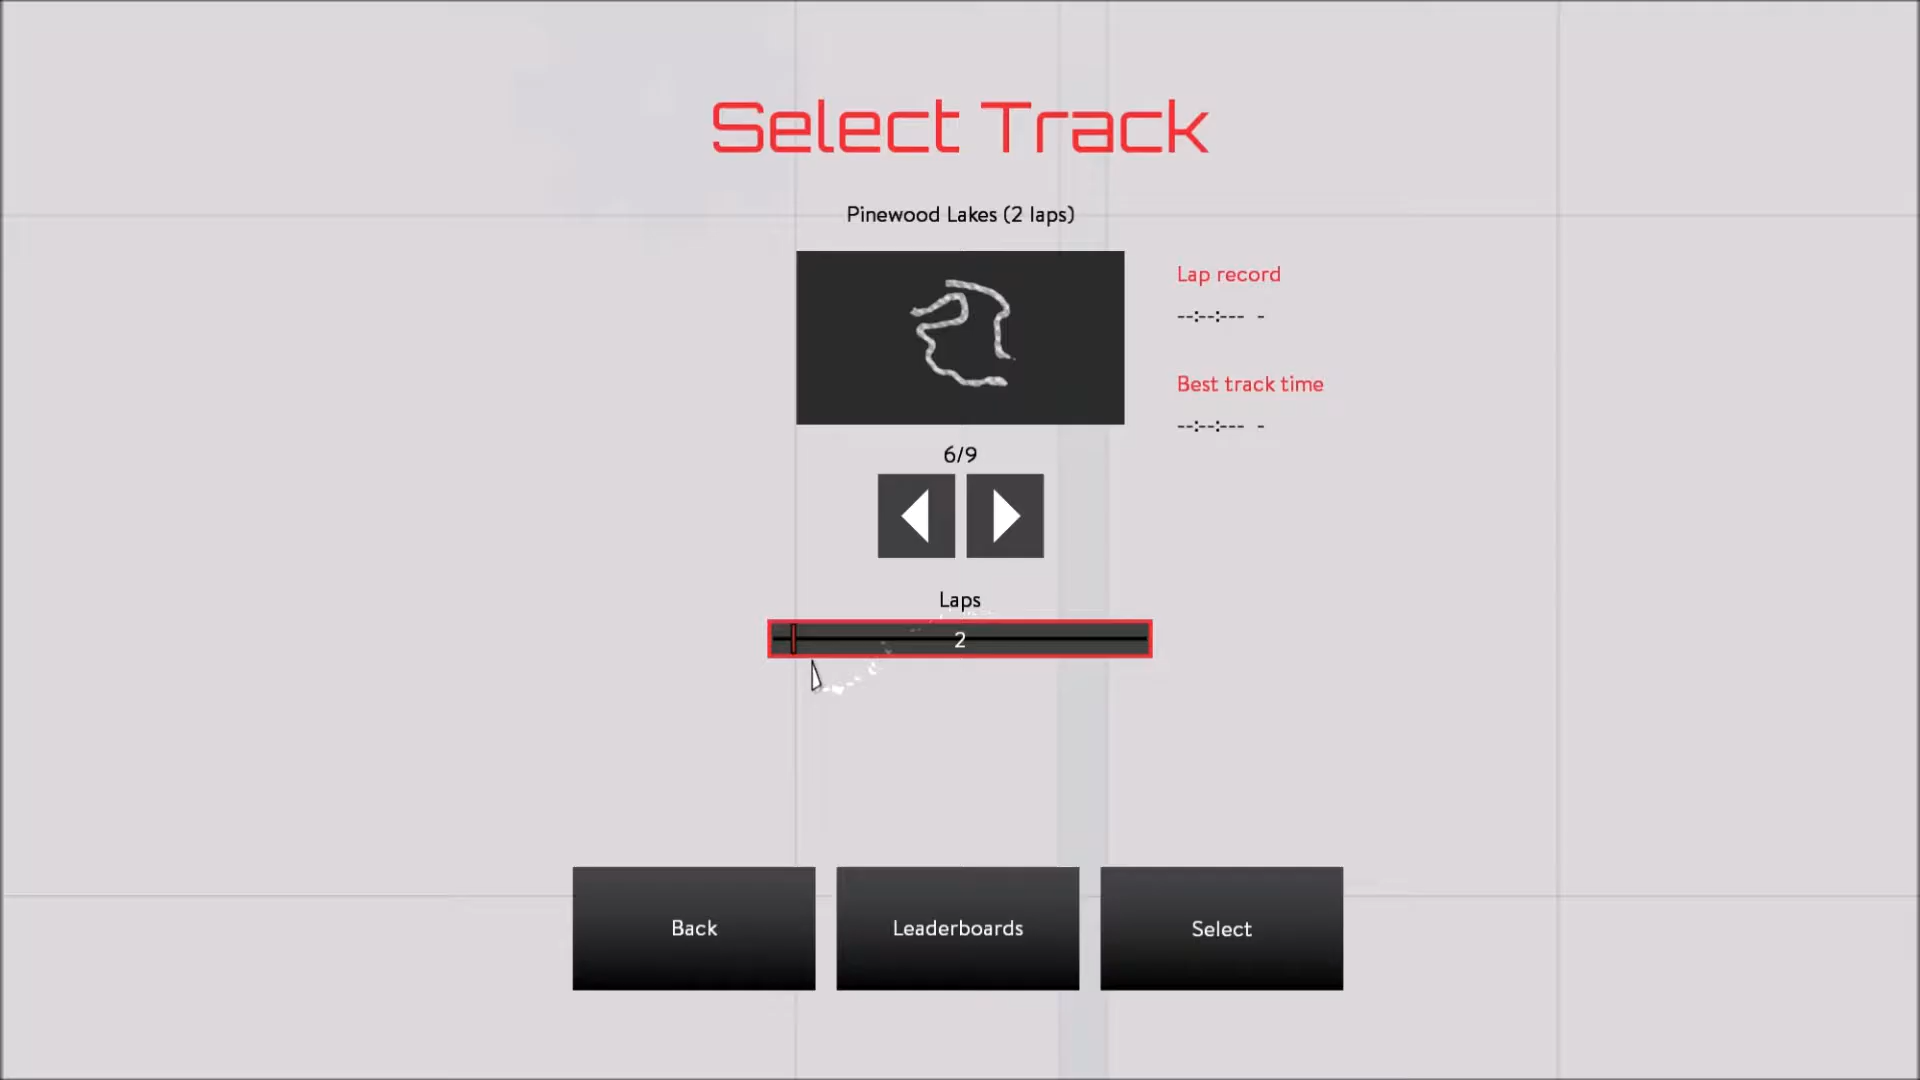 Select Track
Pinewood Lakes (2 laps)
Lap record
--:--:--- -
Best track time
--:--:--- -
6/9
Laps
2
Back
Leaderboards
Select